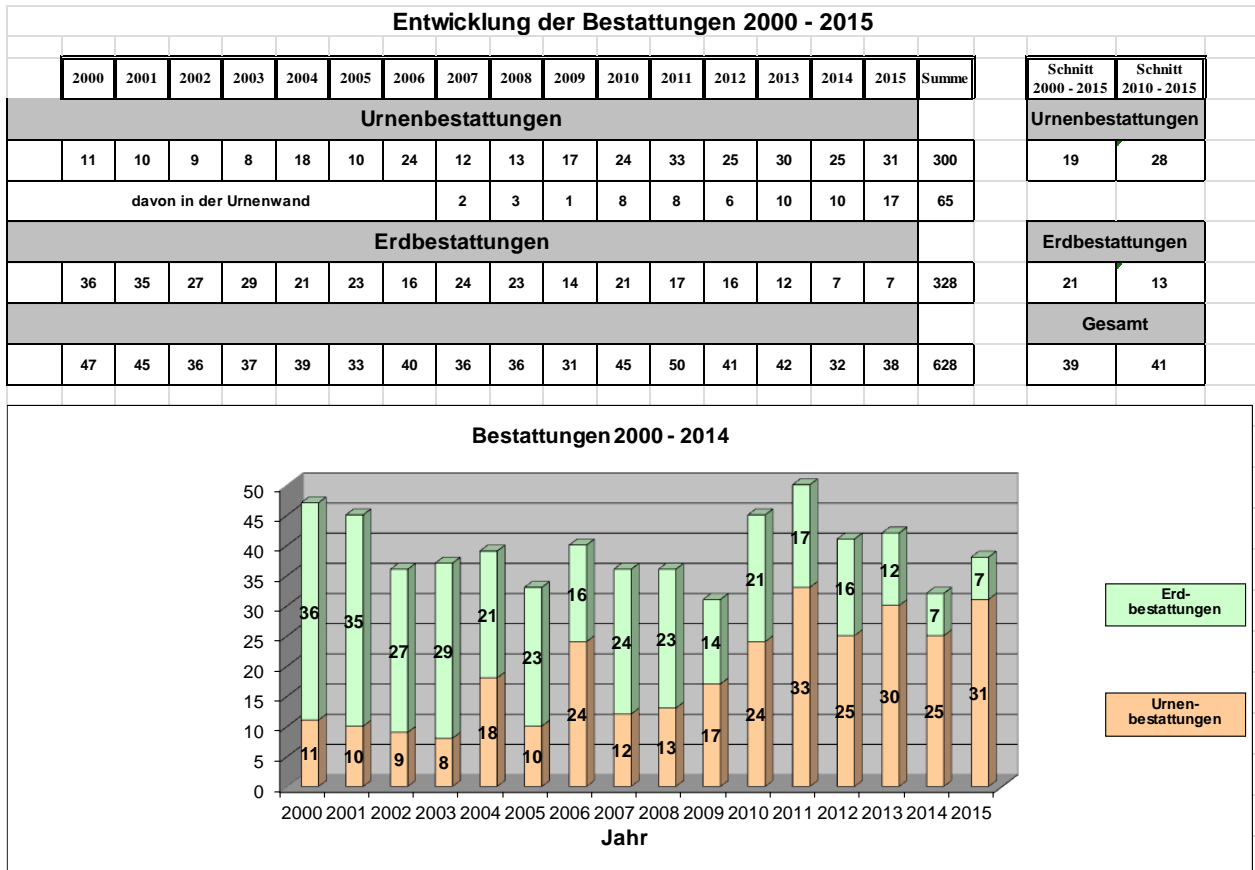 Entwicklung der Bestattungen 2000 - 2015
2000 2001 2002 2003 2004 2005 2006 2007 2008 2009 2010 2011 2012 2013 2014 2015 Summe Schnitt 2000 - 2015 Schnitt 2010 - 2015
Urnenbestattungen Urnenbestattungen
11 10 9 8 18 10 24 12 13 17 24 33 25 30 25 31 300 19 28
davon in der Urnenwand 2 3 1 8 8 6 10 10 17 65
Erdbestattungen Erdbestattungen
36 35 27 29 21 23 16 24 23 14 21 17 16 12 7 7 328 21 13
Gesamt
47 45 36 37 39 33 40 36 36 31 45 50 41 42 32 38 628 39 41
Bestattungen 2000 - 2014
50
45
40
35
30
25
20
15
10
5
0
36 35 27 29 21 23 16 24 23 14 21 17 16 12 7 7
11 10 9 8 18 10 24 12 13 17 24 33 25 30 25 31
2000 2001 2002 2003 2004 2005 2006 2007 2008 2009 2010 2011 2012 2013 2014 2015
Jahr
Erd-
bestattungen
Urnen-
bestattungen